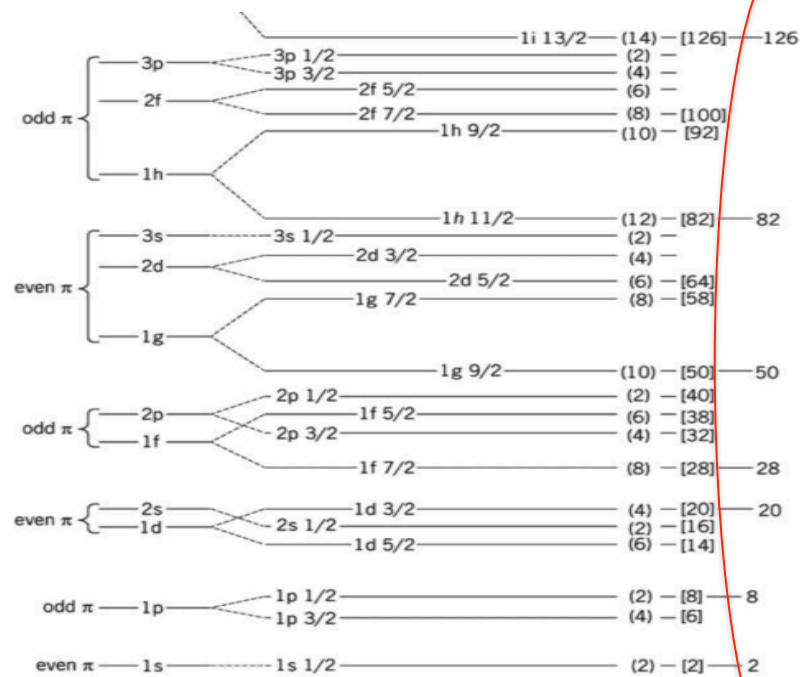 1i 13/2 (14) [126] 126
3p 3p 1/2 (2)
3p 3/2 (4)
2f 2f 5/2 (6)
odd π 2f 7/2 (8) [100]
1h 9/2 (10) [92]
1h
1h 11/2 (12) [82] 82
3s 3s 1/2 (2)
2d 2d 3/2 (4)
even π 2d 5/2 (6) [64]
1g 7/2 (8) [58]
1g
1g 9/2 (10) [50] 50
2p 1/2 (2) [40]
2p 1f 5/2 (6) [38]
odd π 2p 3/2 (4) [32]
1f
1f 7/2 (8) [28] 28
2s 1d 3/2 (4) [20] 20
even π 2s 1/2 (2) [16]
1d
1d 5/2 (6) [14]
1p 1/2 (2) [8] 8
odd π 1p
1p 3/2 (4) [6]
even π 1s 1s 1/2 (2) [2] 2